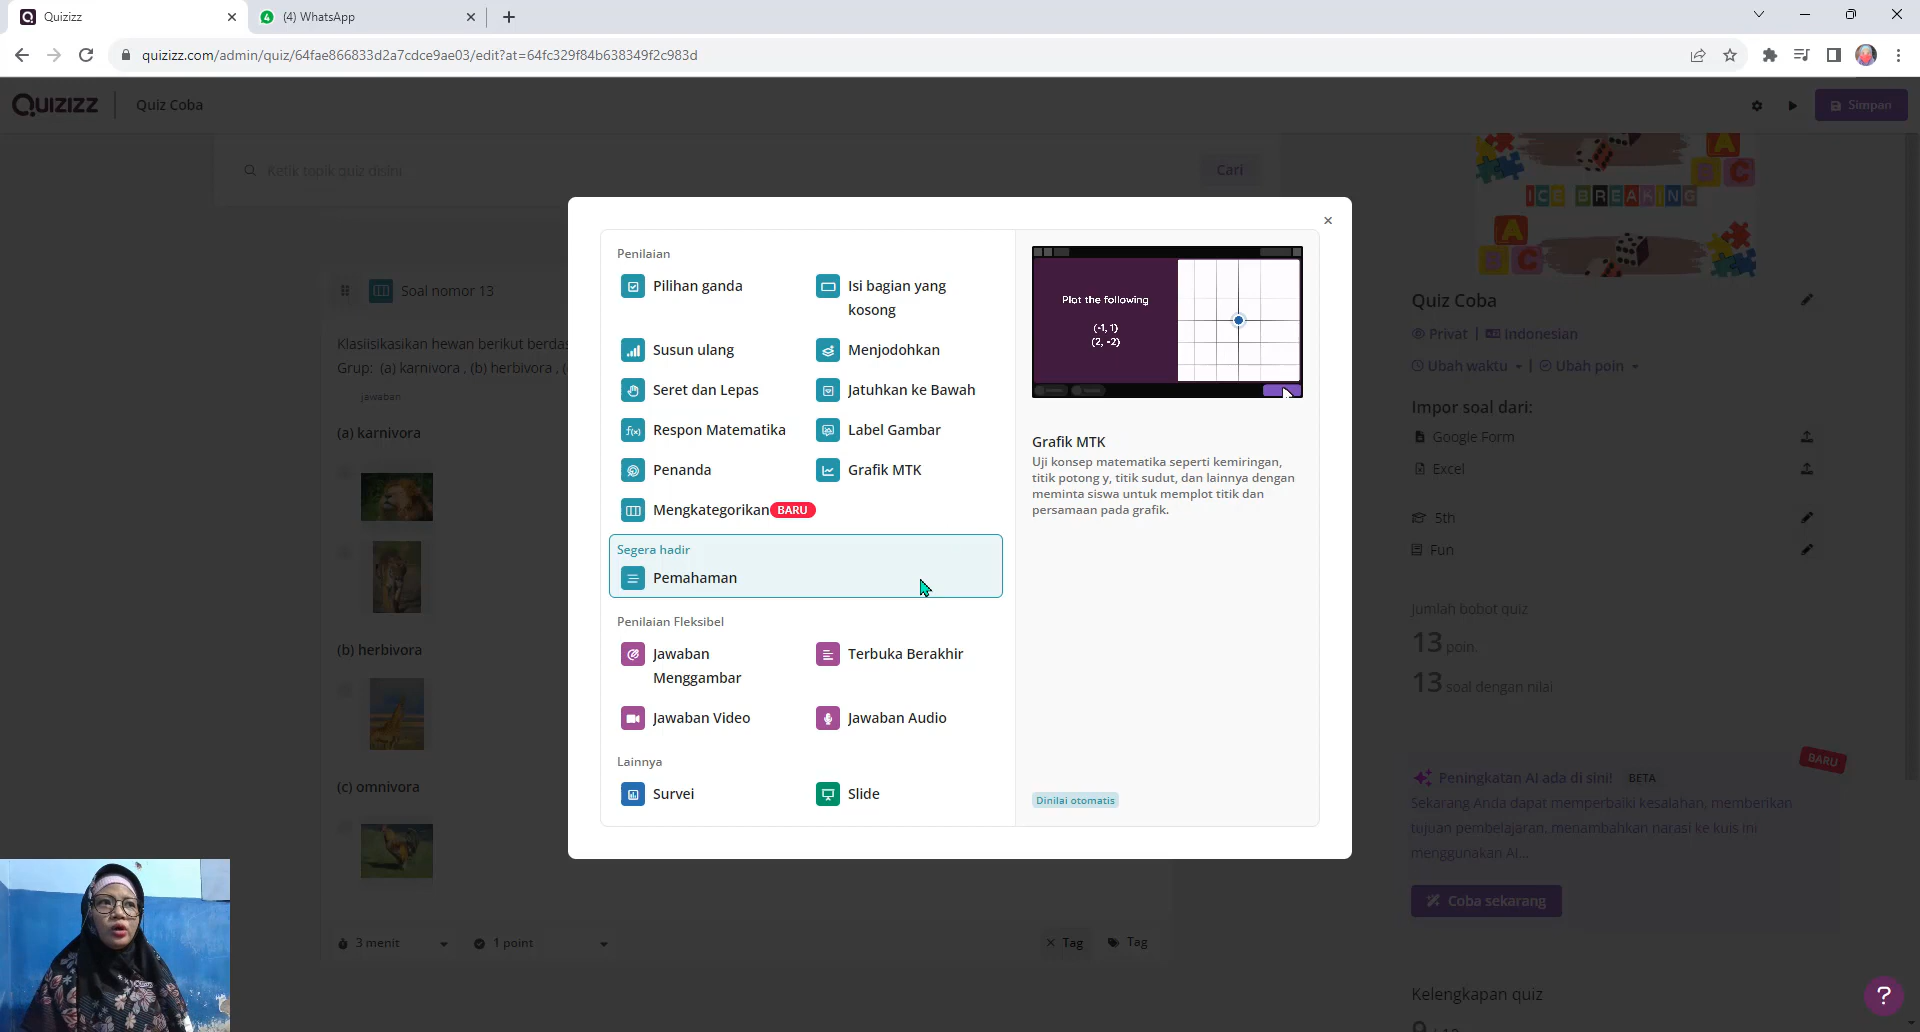 Quizizz
(4) WhatsApp
quizizz.com/admin/quiz/64fae866833d2a7cdce9ae03/edit?at=64fc329f84b638349f2c983d
QUIZIZZ
Quiz Coba
Simpan
Ketik topik quiz disini
Cari
ICE BREAKING
A
B
C
Soal nomor 13
Klasiisikasikan hewan berikut berdas
Grup: (a) karnivora , (b) herbivora , (
jawaban
(a) karnivora
(b) herbivora
(c) omnivora
3 menit
1 point
Tag
Tag
Penilaian
Pilihan ganda
Isi bagian yang
kosong
Susun ulang
Menjodohkan
Seret dan Lepas
Jatuhkan ke Bawah
f(x) Respon Matematika
Label Gambar
Penanda
Grafik MTK
Mengkategorikan BARU
Segera hadir
Pemahaman
Penilaian Fleksibel
Jawaban
Menggambar
Terbuka Berakhir
Jawaban Video
Jawaban Audio
Lainnya
Survei
Slide
Plot the following
(-1, 1)
(2, -2)
Grafik MTK
Uji konsep matematika seperti kemiringan,
titik potong y, titik sudut, dan lainnya dengan
meminta siswa untuk memplot titik dan
persamaan pada grafik.
Dinilai otomatis
Quiz Coba
Privat | Indonesian
Ubah waktu | Ubah poin
Impor soal dari:
Google Form
Excel
5th
Fun
Jumlah bobot quiz
13 poin.
13 soal dengan nilai
BARU
Peningkatan AI ada di sini! BETA
Sekarang Anda dapat memperbaiki kesalahan, memberikan
tujuan pembelajaran, menambahkan narasi ke kuis ini
menggunakan AI...
Coba sekarang
Kelengkapan quiz
?